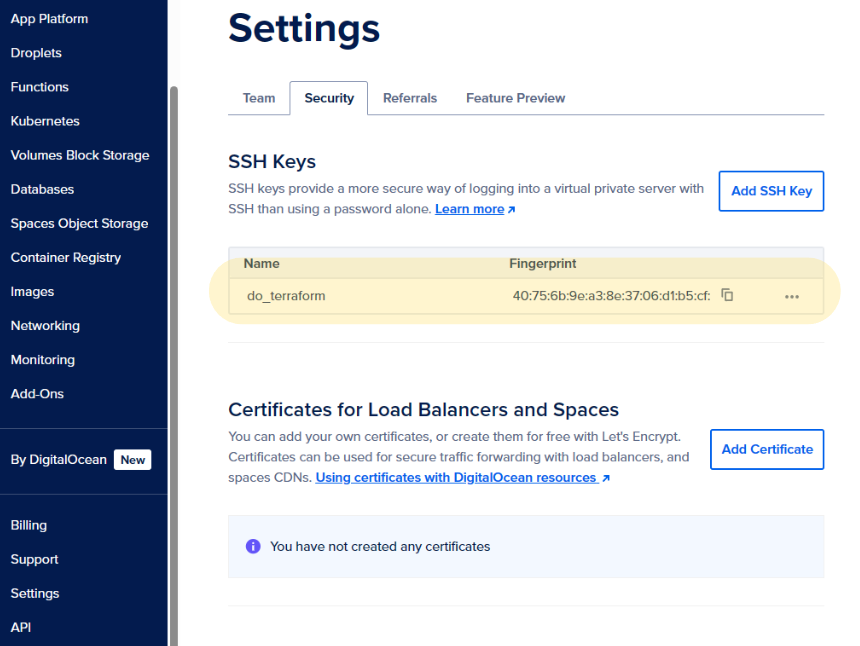 App Platform
Droplets
Functions
Kubernetes
Volumes Block Storage
Databases
Spaces Object Storage
Container Registry
Images
Networking
Monitoring
Add-Ons
By DigitalOcean New
Billing
Support
Settings
API
Settings
Team Security Referrals Feature Preview
SSH Keys
SSH keys provide a more secure way of logging into a virtual private server with
SSH than using a password alone. Learn more
Add SSH Key
Name Fingerprint
do_terraform 40:75:6b:9e:a3:8e:37:06:d1:b5:cf:
Certificates for Load Balancers and Spaces
You can add your own certificates, or create them for free with Let's Encrypt.
Certificates can be used for secure traffic forwarding with load balancers, and
spaces CDNs. Using certificates with DigitalOcean resources
Add Certificate
You have not created any certificates